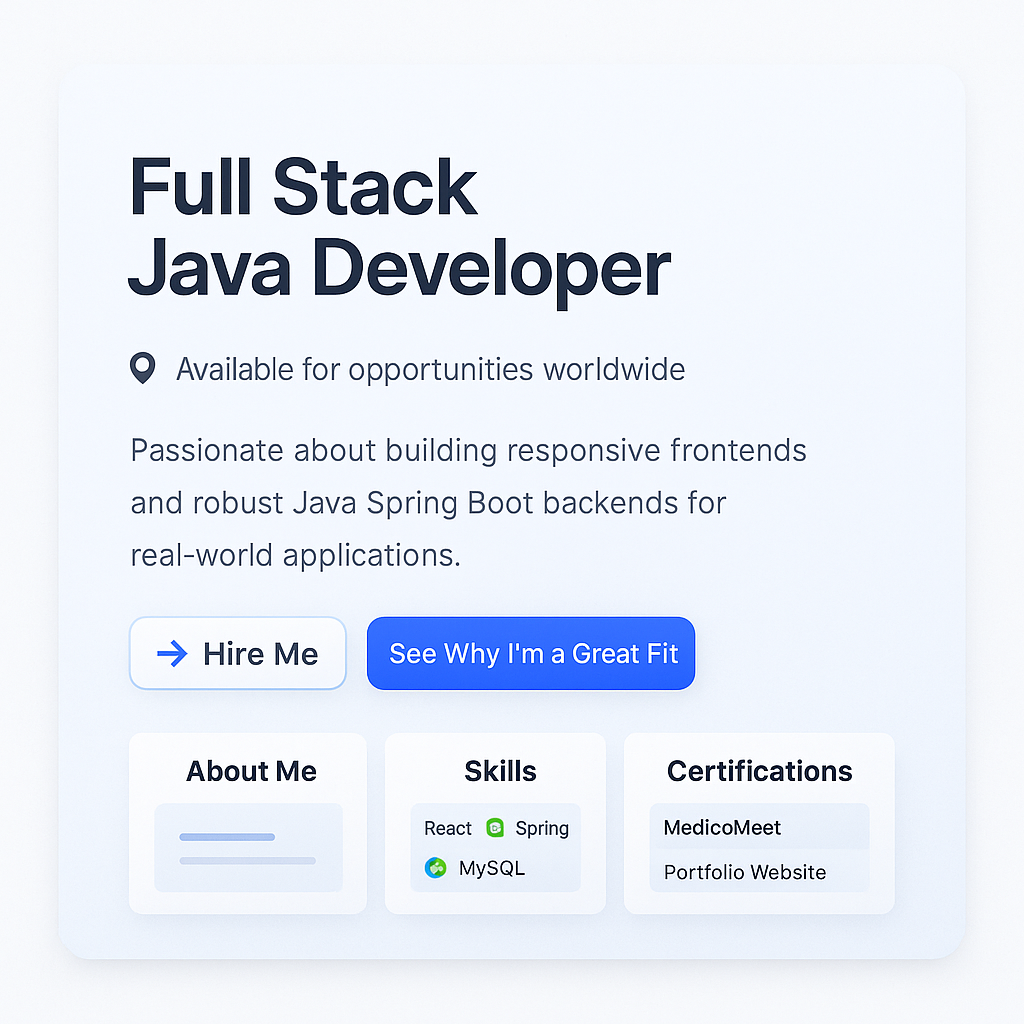 Full Stack
Java Developer
Available for opportunities worldwide
Passionate about building responsive frontends
and robust Java Spring Boot backends for
real-world applications.
Hire Me
See Why I'm a Great Fit
About Me
Skills
React Spring
MySQL
Certifications
MedicoMeet
Portfolio Website